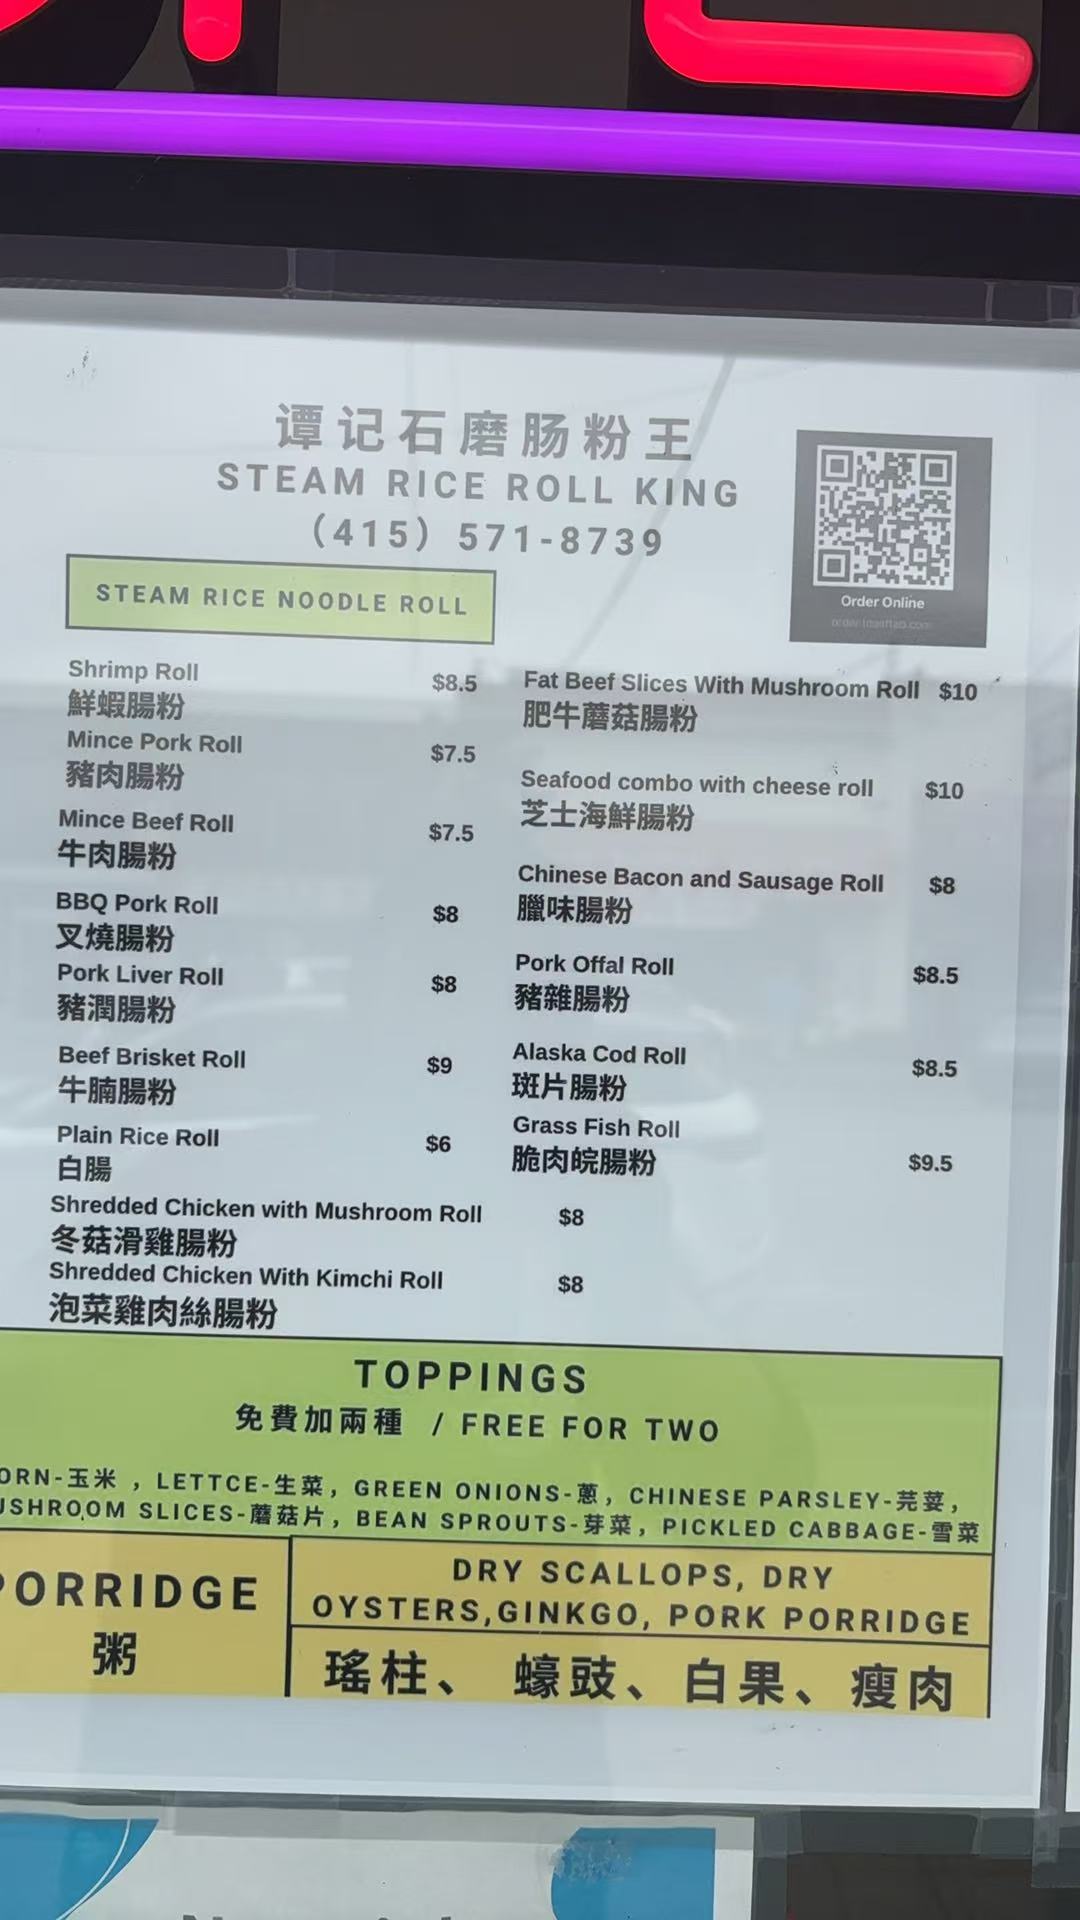 谭记石磨肠粉王
STEAM RICE ROLL KING
(415) 571-8739
Order Online
STEAM RICE NOODLE ROLL
Shrimp Roll $8.5
鮮蝦腸粉
Mince Pork Roll $7.5
豬肉腸粉
Mince Beef Roll $7.5
牛肉腸粉
BBQ Pork Roll $8
叉燒腸粉
Pork Liver Roll $8
豬潤腸粉
Beef Brisket Roll $9
牛腩腸粉
Plain Rice Roll $6
白腸
Fat Beef Slices With Mushroom Roll $10
肥牛蘑菇腸粉
Seafood combo with cheese roll $10
芝士海鮮腸粉
Chinese Bacon and Sausage Roll $8
臘味腸粉
Pork Offal Roll $8.5
豬雜腸粉
Alaska Cod Roll $8.5
斑片腸粉
Grass Fish Roll
脆肉皖腸粉 $9.5
Shredded Chicken with Mushroom Roll $8
冬菇滑雞腸粉
Shredded Chicken With Kimchi Roll $8
泡菜雞肉絲腸粉
TOPPINGS
免費加兩種 / FREE FOR TWO
ORN-玉米 , LETTCE-生菜, GREEN ONIONS-蔥, CHINESE PARSLEY-芫荽,
USHROOM SLICES-蘑菇片, BEAN SPROUTS-芽菜, PICKLED CABBAGE-雪菜
PORRIDGE
粥
DRY SCALLOPS, DRY
OYSTERS,GINKGO, PORK PORRIDGE
瑤柱、 蠔豉、白果、瘦肉